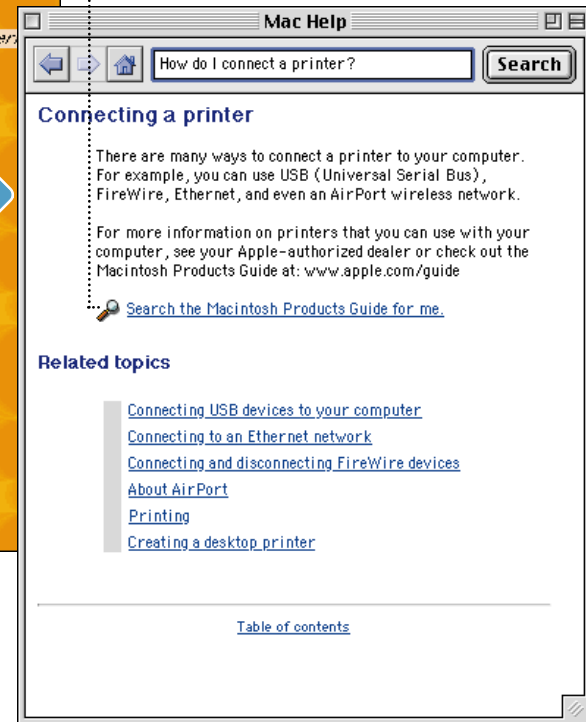 Mac Help
How do I connect a printer?
Search
Connecting a printer
There are many ways to connect a printer to your computer.
For example, you can use USB (Universal Serial Bus),
FireWire, Ethernet, and even an AirPort wireless network.
For more information on printers that you can use with your
computer, see your Apple-authorized dealer or check out the
Macintosh Products Guide at: www.apple.com/guide
Search the Macintosh Products Guide for me.
Related topics
Connecting USB devices to your computer
Connecting to an Ethernet network
Connecting and disconnecting FireWire devices
About AirPort
Printing
Creating a desktop printer
Table of contents